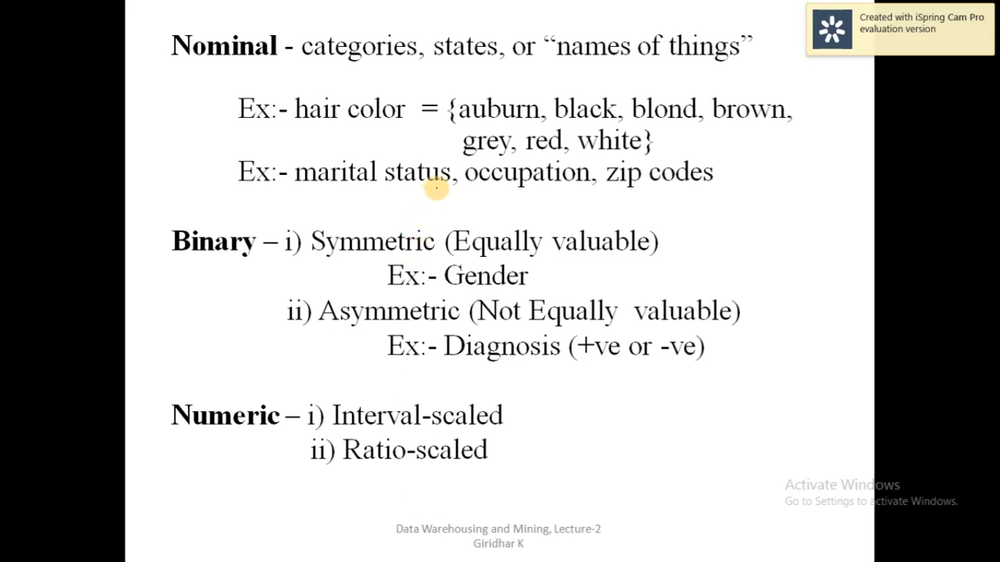 Created with iSpring Cam Pro
evaluation version
Nominal - categories, states, or “names of things”
Ex:- hair color = {auburn, black, blond, brown,
grey, red, white}
Ex:- marital status, occupation, zip codes
Binary – i) Symmetric (Equally valuable)
Ex:- Gender
ii) Asymmetric (Not Equally valuable)
Ex:- Diagnosis (+ve or -ve)
Numeric – i) Interval-scaled
ii) Ratio-scaled
Activate Windows
Go to Settings to activate Windows.
Data Warehousing and Mining, Lecture-2
Giridhar K